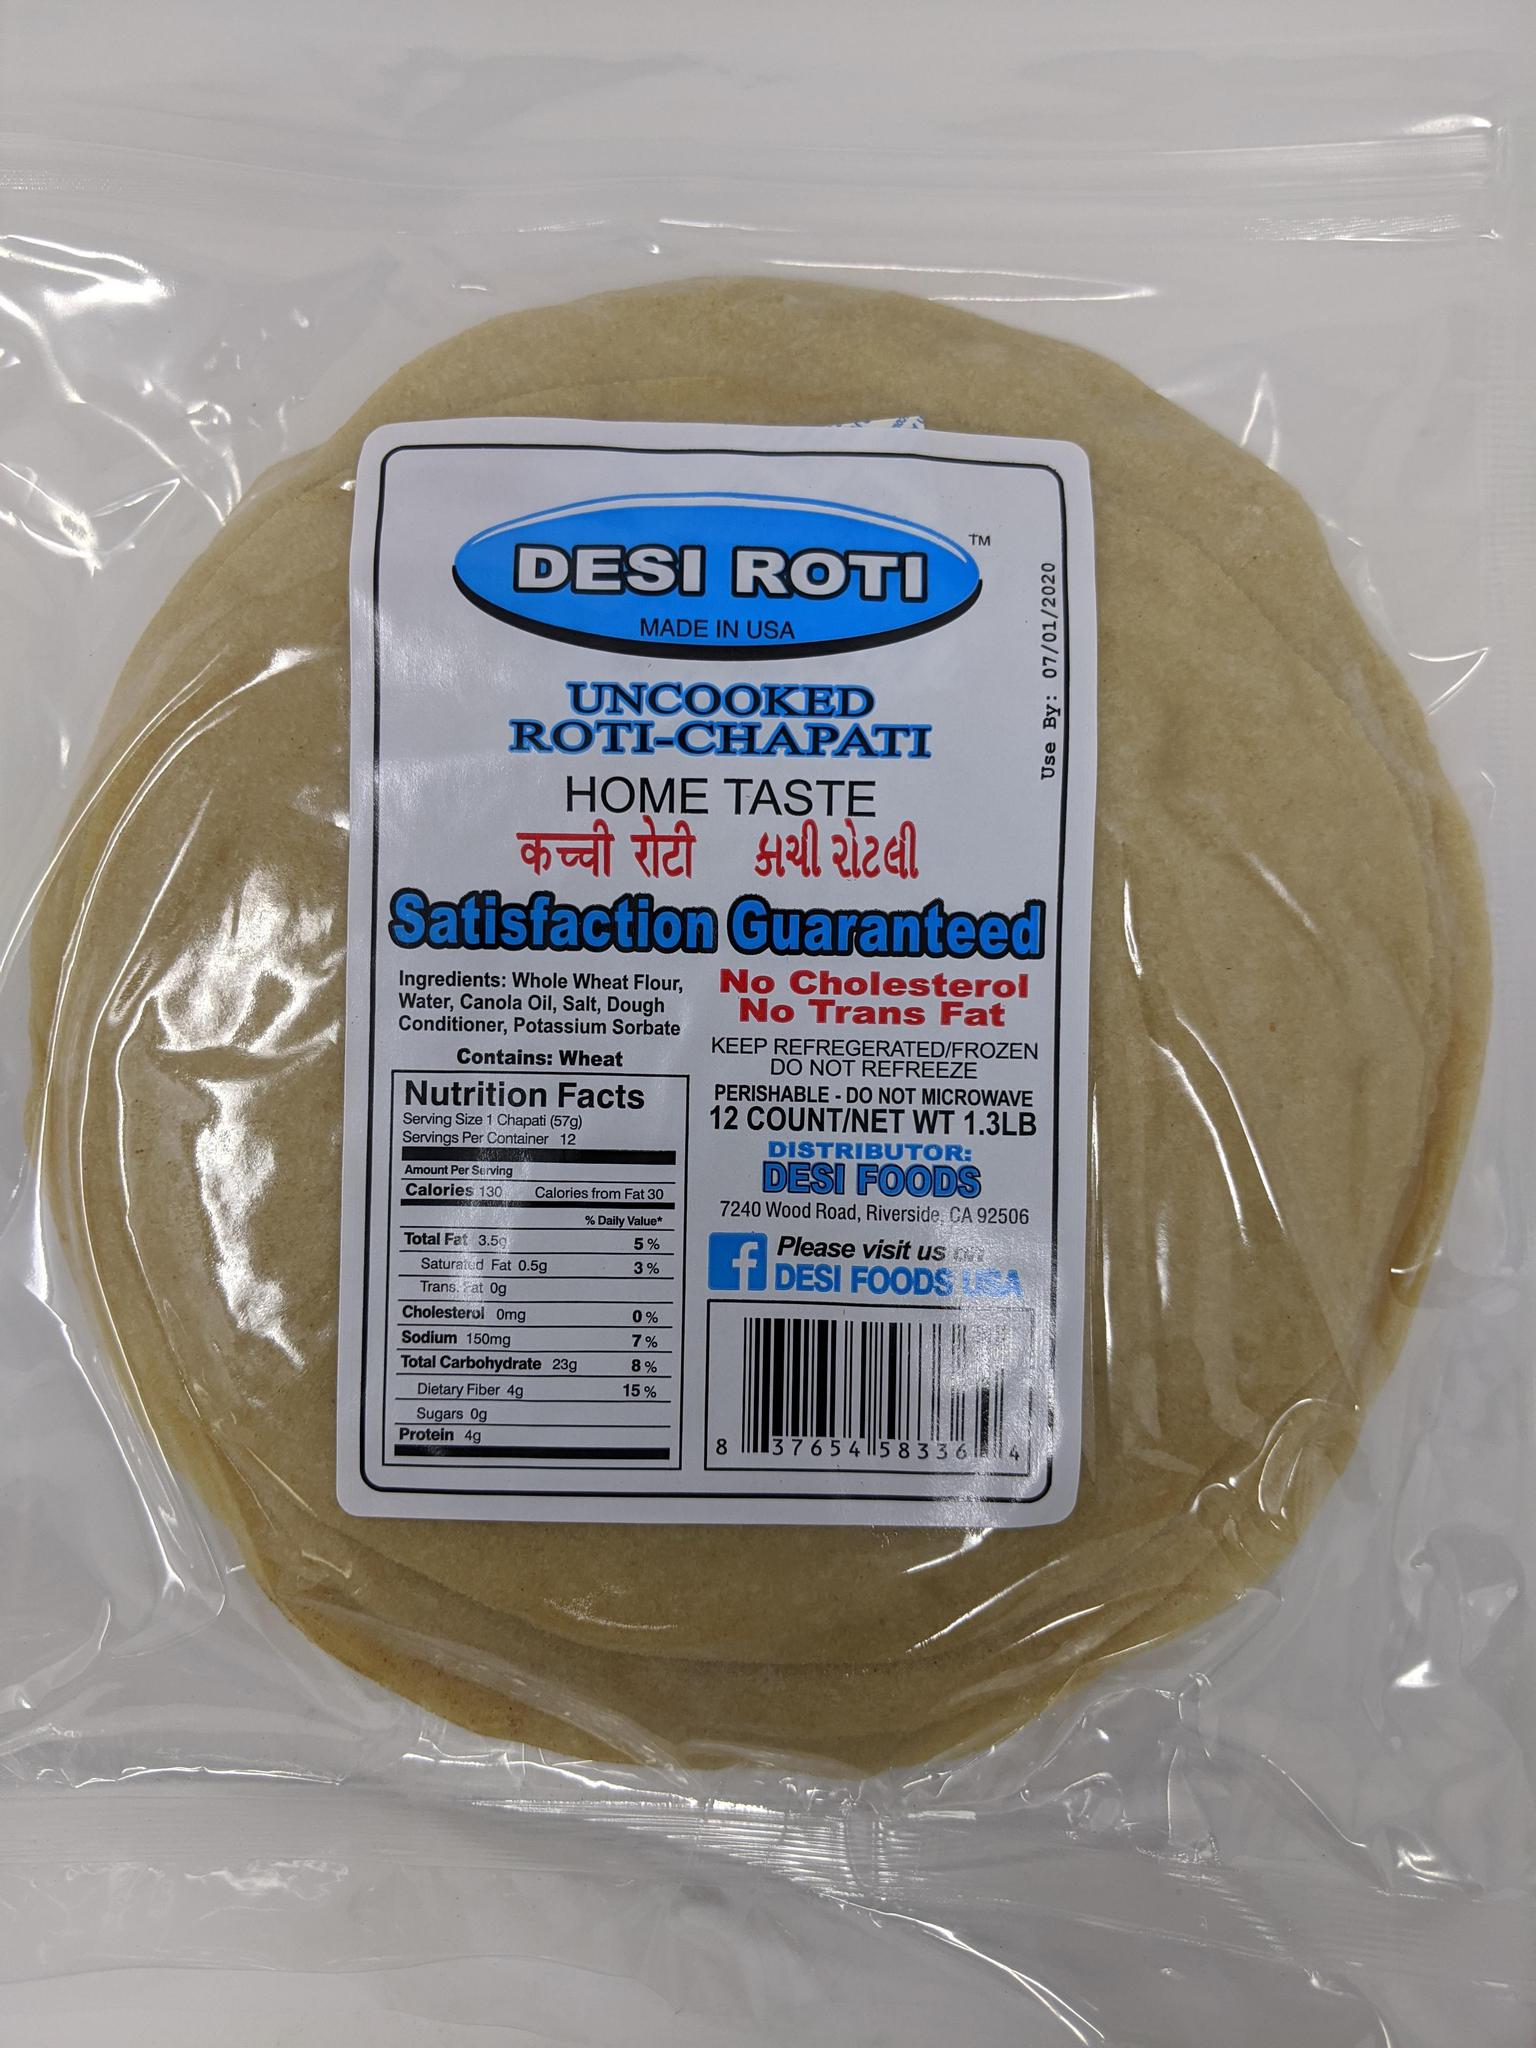 DESI ROTI
TM
MADE IN USA
Use By: 07/01/2020
UNCOOKED
ROTI-CHAPATI
HOME TASTE
कच्ची रोटी કાચી રોટલી
Satisfaction Guaranteed
Ingredients: Whole Wheat Flour,
Water, Canola Oil, Salt, Dough
Conditioner, Potassium Sorbate
Contains: Wheat
Nutrition Facts
Serving Size 1 Chapati (57g)
Servings Per Container 12
Amount Per Serving
Calories 130 Calories from Fat 30
% Daily Value*
Total Fat 3.5g 5 %
Saturated Fat 0.5g 3 %
Trans. Fat 0g
Cholesterol 0mg 0 %
Sodium 150mg 7 %
Total Carbohydrate 23g 8 %
Dietary Fiber 4g 15 %
Sugars 0g
Protein 4g
No Cholesterol
No Trans Fat
KEEP REFREGERATED/FROZEN
DO NOT REFREEZE
PERISHABLE - DO NOT MICROWAVE
12 COUNT/NET WT 1.3LB
DISTRIBUTOR:
DESI FOODS
7240 Wood Road, Riverside, CA 92506
f
Please visit us on
DESI FOODS USA
8 37654 58336 4